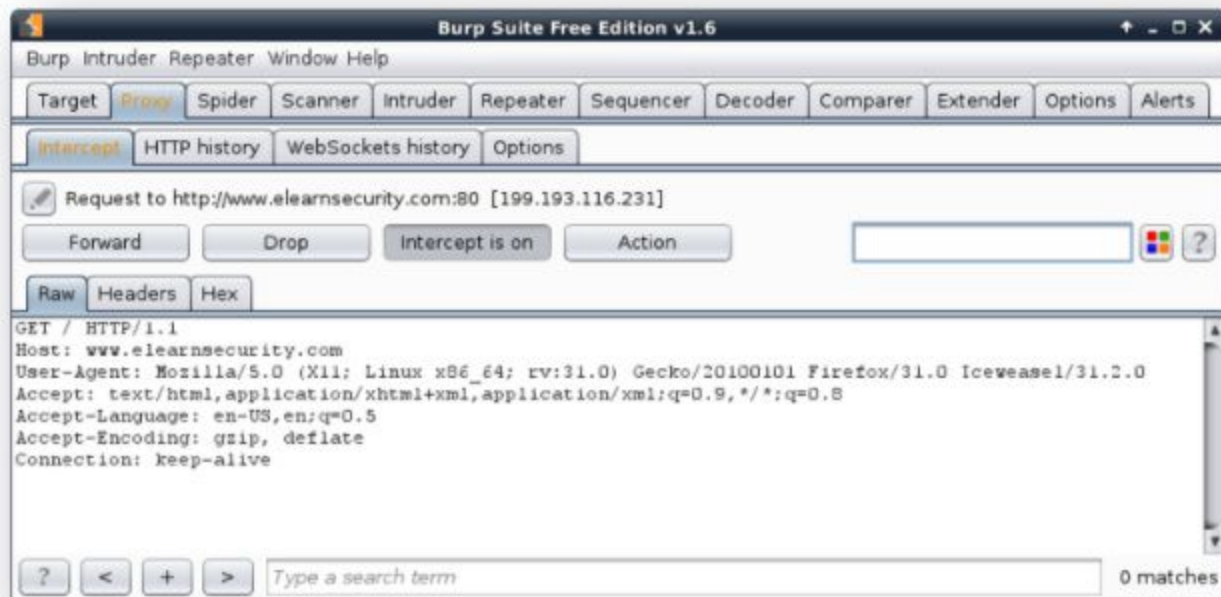 Burp Suite Free Edition v1.6
Burp Intruder Repeater Window Help
Target Proxy Spider Scanner Intruder Repeater Sequencer Decoder Comparer Extender Options Alerts
Intercept HTTP history WebSockets history Options
Request to http://www.elearnsecurity.com:80 [199.193.116.231]
Forward Drop Intercept is on Action ?
Raw Headers Hex
GET / HTTP/1.1
Host: www.elearnsecurity.com
User-Agent: Mozilla/5.0 (X11; Linux x86_64; rv:31.0) Gecko/20100101 Firefox/31.0 Iceweasel/31.2.0
Accept: text/html,application/xhtml+xml,application/xml;q=0.9,*/*;q=0.8
Accept-Language: en-US,en;q=0.5
Accept-Encoding: gzip, deflate
Connection: keep-alive
? < + > Type a search term 0 matches